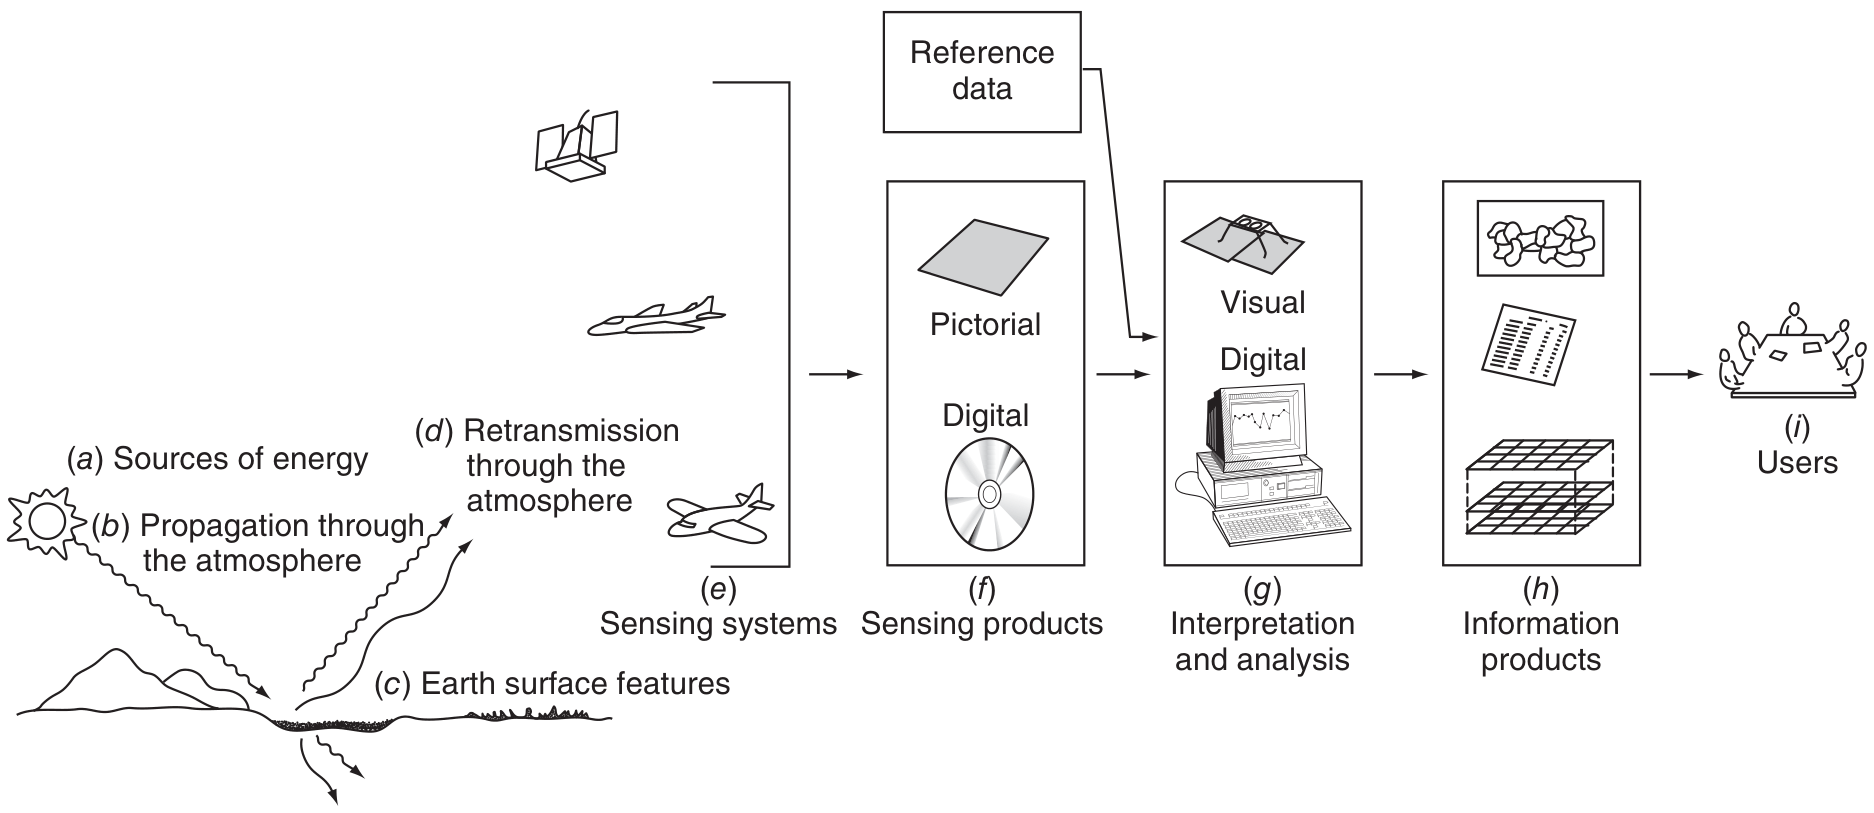 Reference
data
Pictorial
Digital
Visual
Digital
(a) Sources of energy
(b) Propagation through
the atmosphere
(c) Earth surface features
(d) Retransmission
through the
atmosphere
(e)
Sensing systems
(f)
Sensing products
(g)
Interpretation
and analysis
(h)
Information
products
(i)
Users